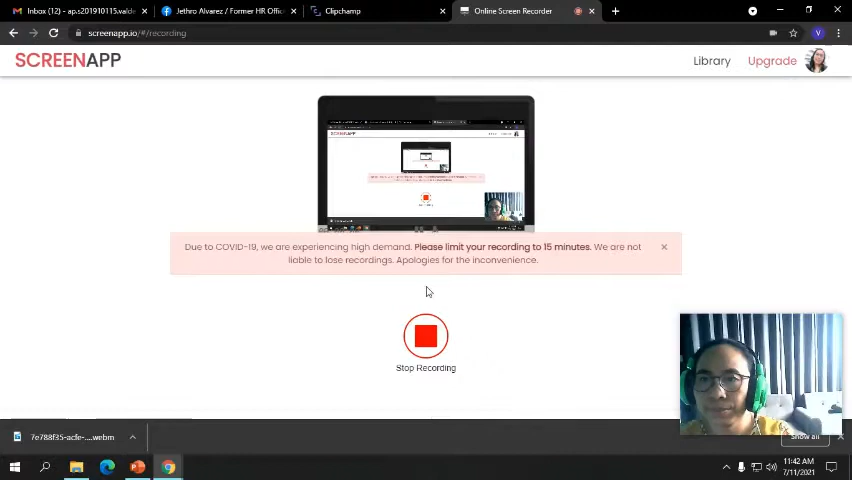 Inbox (12) - ap.s201910115.valde
Jethro Alvarez / Former HR Offic
Clipchamp
Online Screen Recorder
screenapp.io/#/recording
V
SCREENAPP
Library
Upgrade
Due to COVID-19, we are experiencing high demand. Please limit your recording to 15 minutes. We are not
liable to lose recordings. Apologies for the inconvenience.
Stop Recording
7e788f35-acfe-....webm
Show all
11:42 AM
7/11/2021